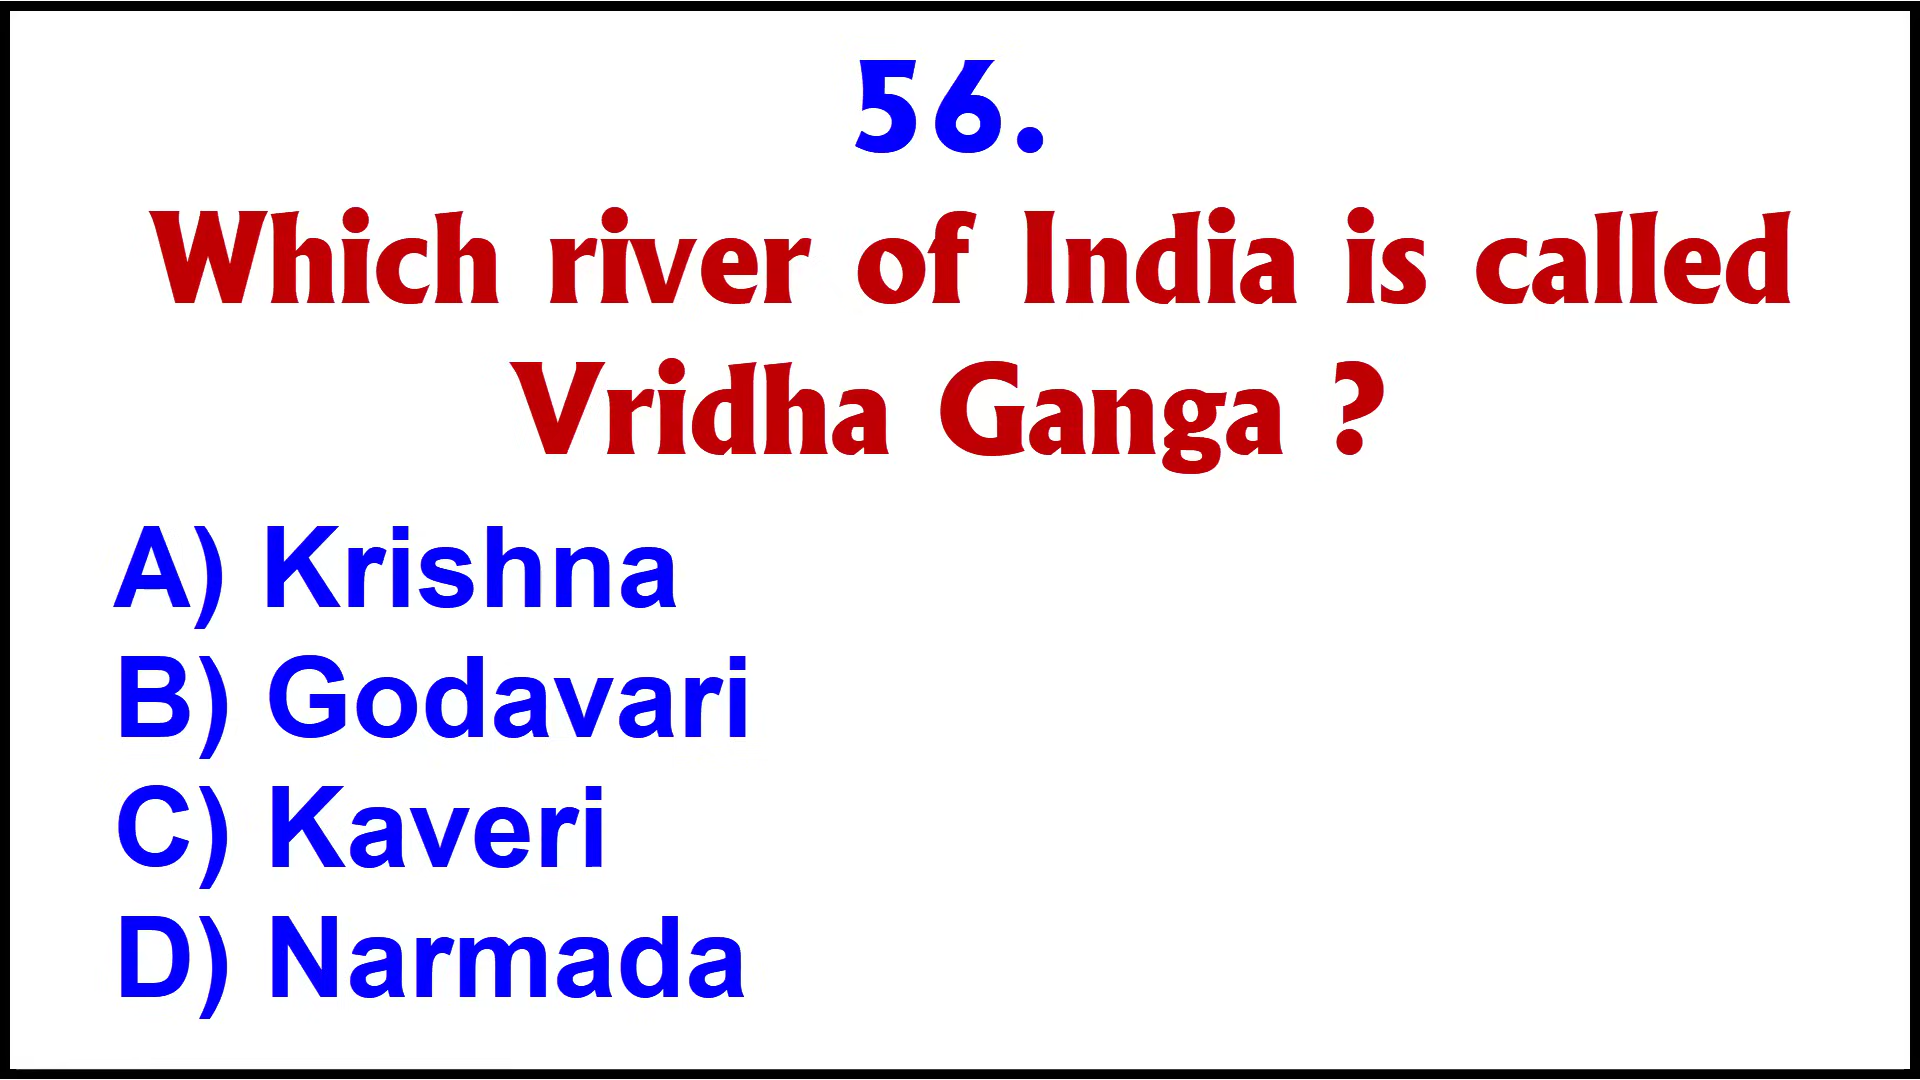 56.
Which river of India is called
Vridha Ganga ?
A) Krishna
B) Godavari
C) Kaveri
D) Narmada